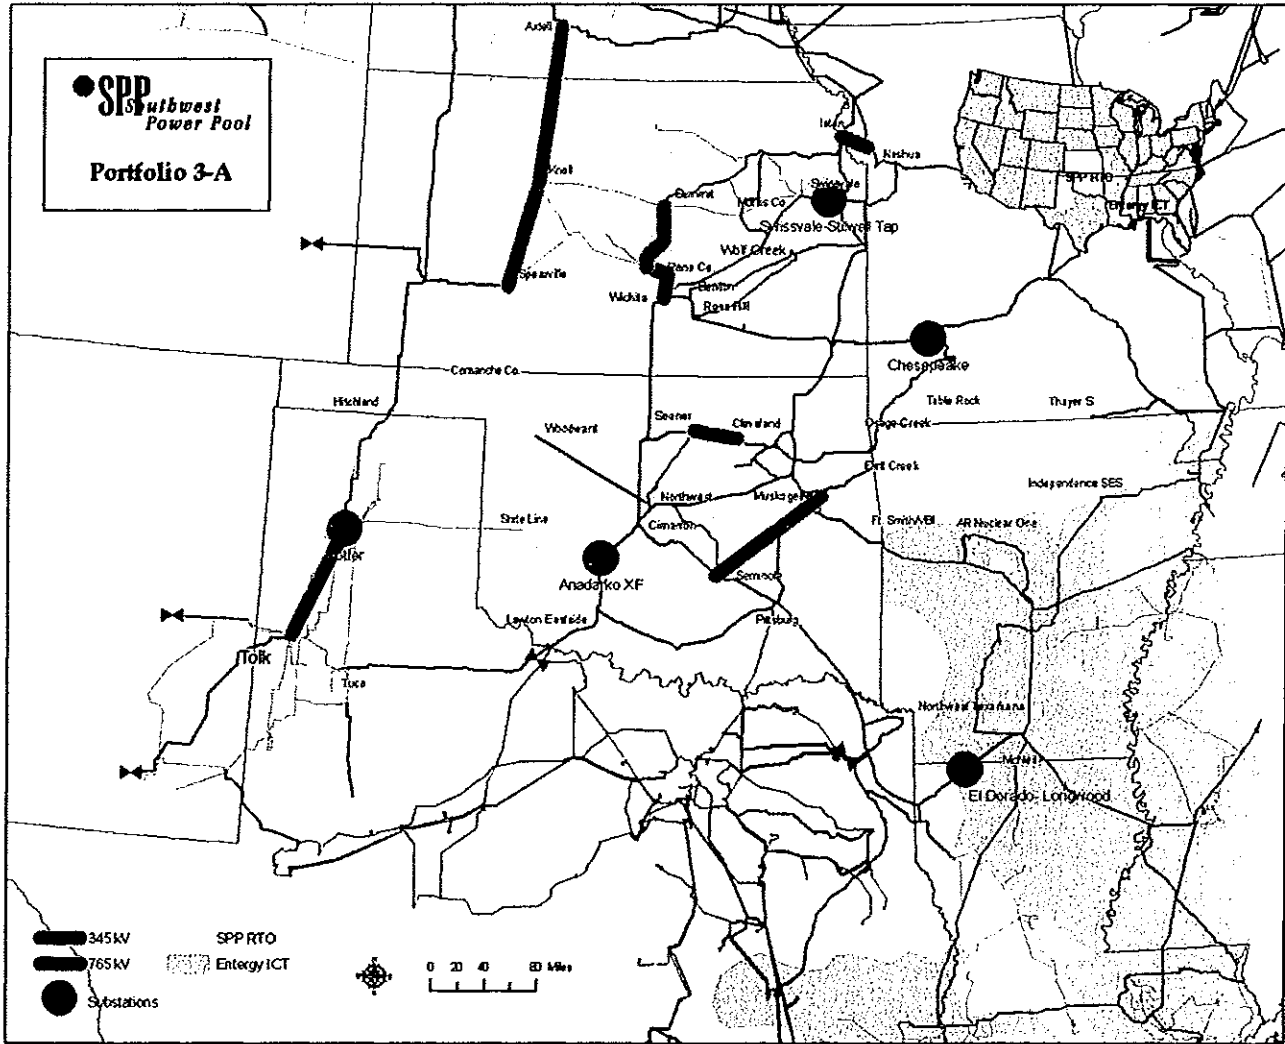 Axtell
SPP
Southwest
Power Pool
Portfolio 3-A
Iatan
Nashua
SPP RTO
Entergy ICT
Knoll
Summit
Swissvale
Morris Co
Swissvale-Stilwell Tap
Wolf Creek
Spearville
Reno Co
Benton
Wichita
Rose Hill
Chesepeake
Comanche Co.
Hitchland
Table Rock
Thayer S
Sooner
Cleveland
Osage Creek
Woodward
Flint Creek
Independence SES
Northwest
Muskogee
State Line
Cimarron
Ft. Smith/VBI
AR Nuclear One
Potter
Anadarko XF
Seminole
Lawton Eastside
Pittsburg
Tolk
Tuco
Northwest Texarkana
El Dorado- Longwood
345 kV
SPP RTO
765 kV
Entergy ICT
0 20 40 80 Miles
Substations